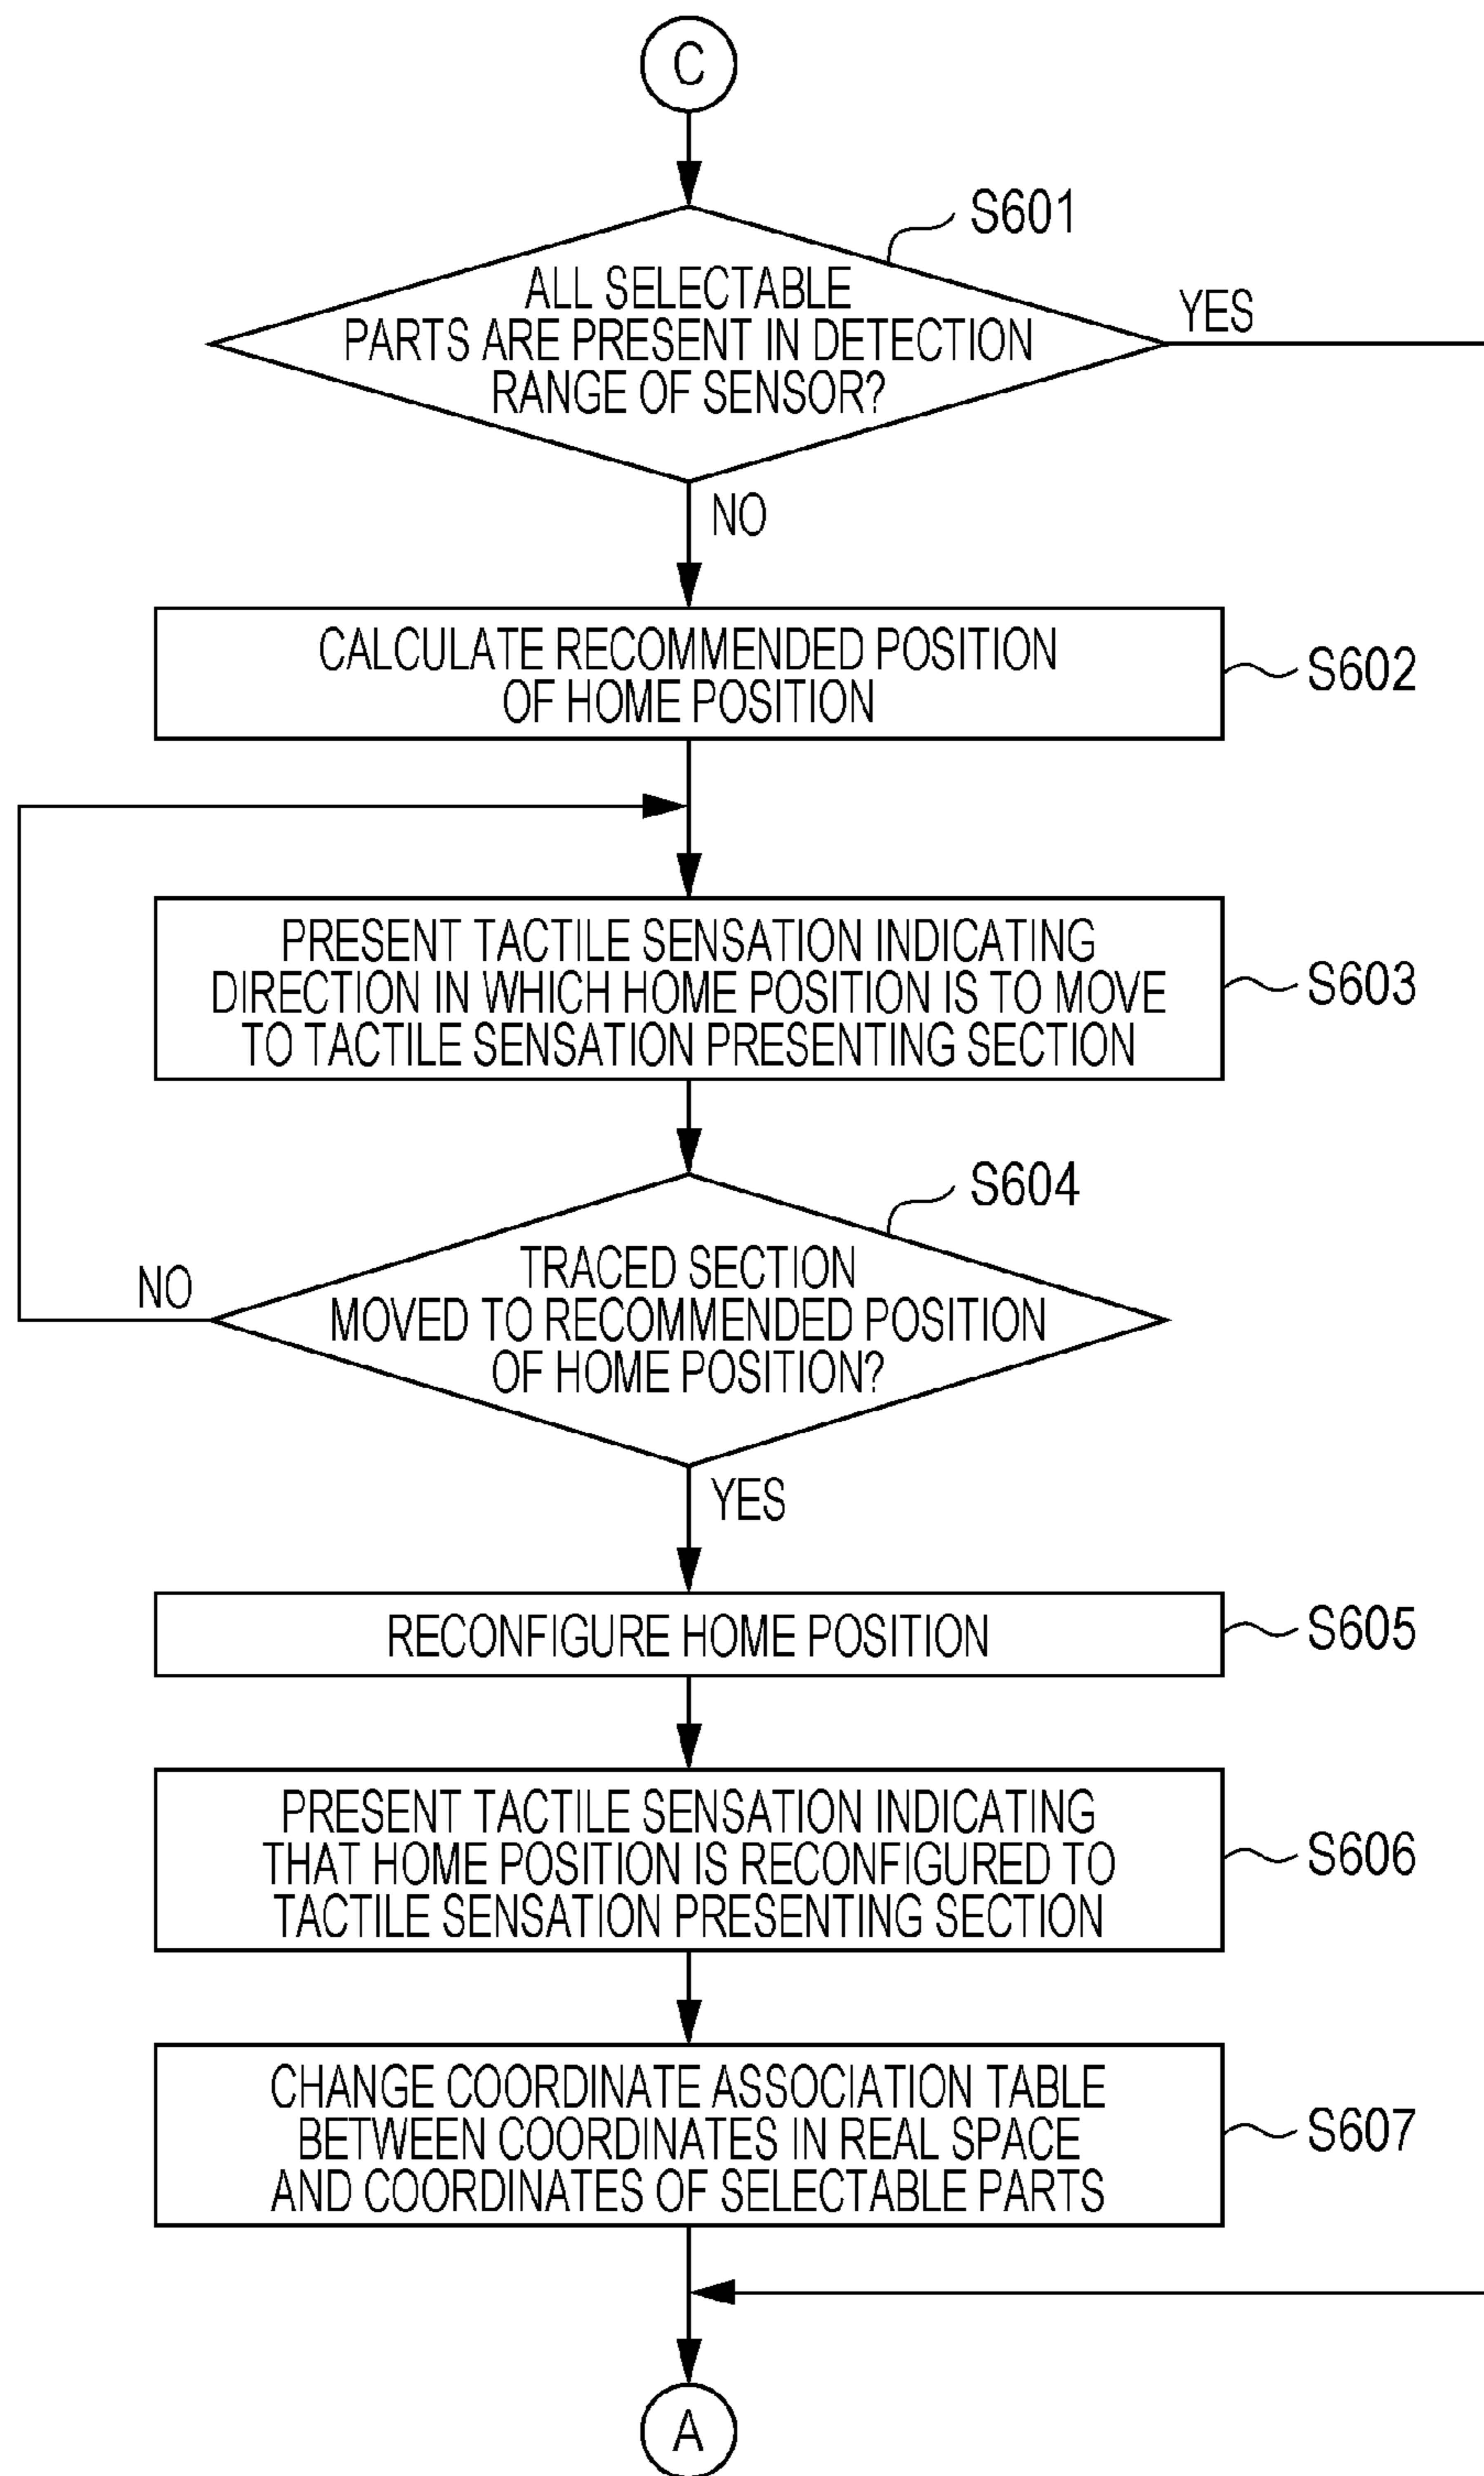 C
S601
ALL SELECTABLE
PARTS ARE PRESENT IN DETECTION
RANGE OF SENSOR?
YES
NO
CALCULATE RECOMMENDED POSITION
OF HOME POSITION
S602
PRESENT TACTILE SENSATION INDICATING
DIRECTION IN WHICH HOME POSITION IS TO MOVE
TO TACTILE SENSATION PRESENTING SECTION
S603
S604
TRACED SECTION
MOVED TO RECOMMENDED POSITION
OF HOME POSITION?
NO
YES
RECONFIGURE HOME POSITION
S605
PRESENT TACTILE SENSATION INDICATING
THAT HOME POSITION IS RECONFIGURED TO
TACTILE SENSATION PRESENTING SECTION
S606
CHANGE COORDINATE ASSOCIATION TABLE
BETWEEN COORDINATES IN REAL SPACE
AND COORDINATES OF SELECTABLE PARTS
S607
A